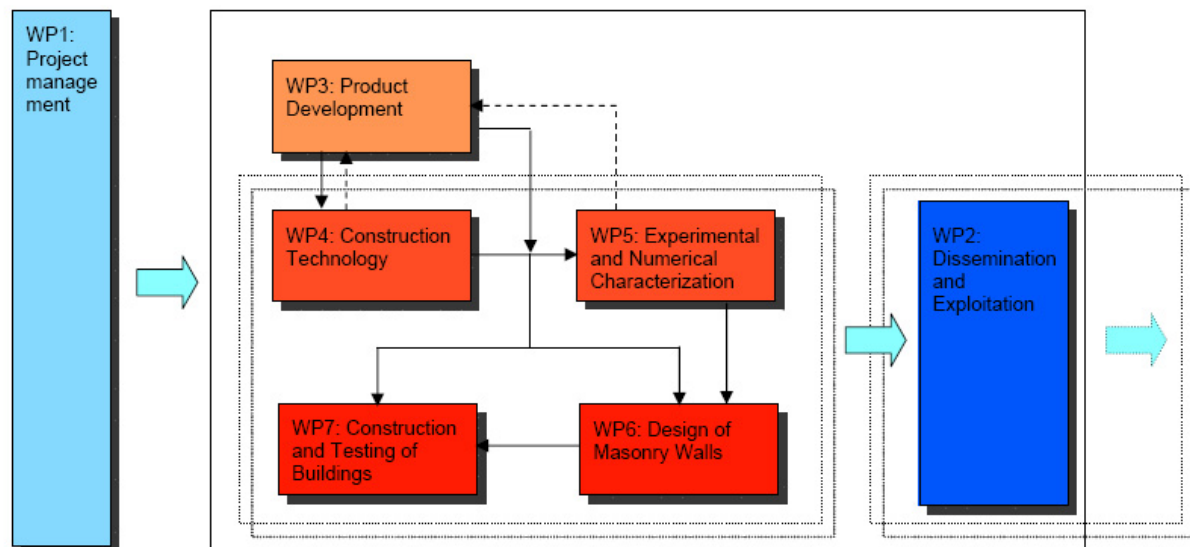 WP1:
Project
manage
ment
WP3: Product
Development
WP4: Construction
Technology
WP5: Experimental
and Numerical
Characterization
WP2:
Dissemination
and
Exploitation
WP7: Construction
and Testing of
Buildings
WP6: Design of
Masonry Walls